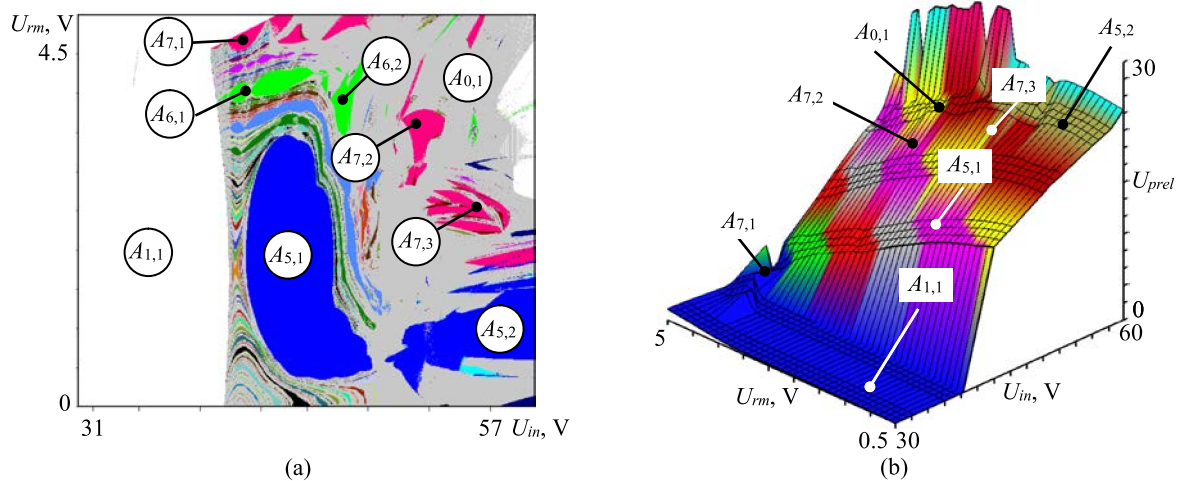 U_rm, V
4.5
A_7,1
A_6,2
A_0,1
A_6,1
A_7,2
A_7,3
A_1,1
A_5,1
A_5,2
0
31
57 U_in, V
(a)
A_0,1
A_5,2
30
A_7,2
A_7,3
A_5,1
U_prel
A_7,1
A_1,1
0
5
60
U_rm, V
U_in, V
0.5 30
(b)